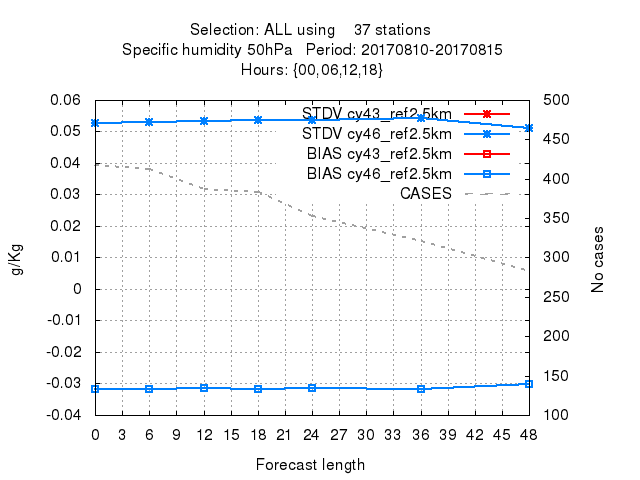 Selection: ALL using    37 stations
Specific humidity 50hPa   Period: 20170810-20170815
Hours: {00,06,12,18}
STDV cy43_ref2.5km
STDV cy46_ref2.5km
BIAS cy43_ref2.5km
BIAS cy46_ref2.5km
CASES
0.06
0.05
0.04
0.03
0.02
0.01
0
-0.01
-0.02
-0.03
-0.04
g/Kg
500
450
400
350
300
250
200
150
100
No cases
0 3 6 9 12 15 18 21 24 27 30 33 36 39 42 45 48
Forecast length